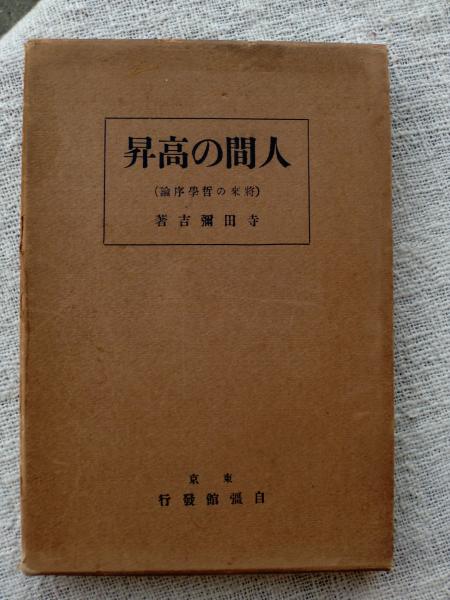 人間の高昇
(將來の哲學序論)
寺田彌吉著
東京
自彊館發行